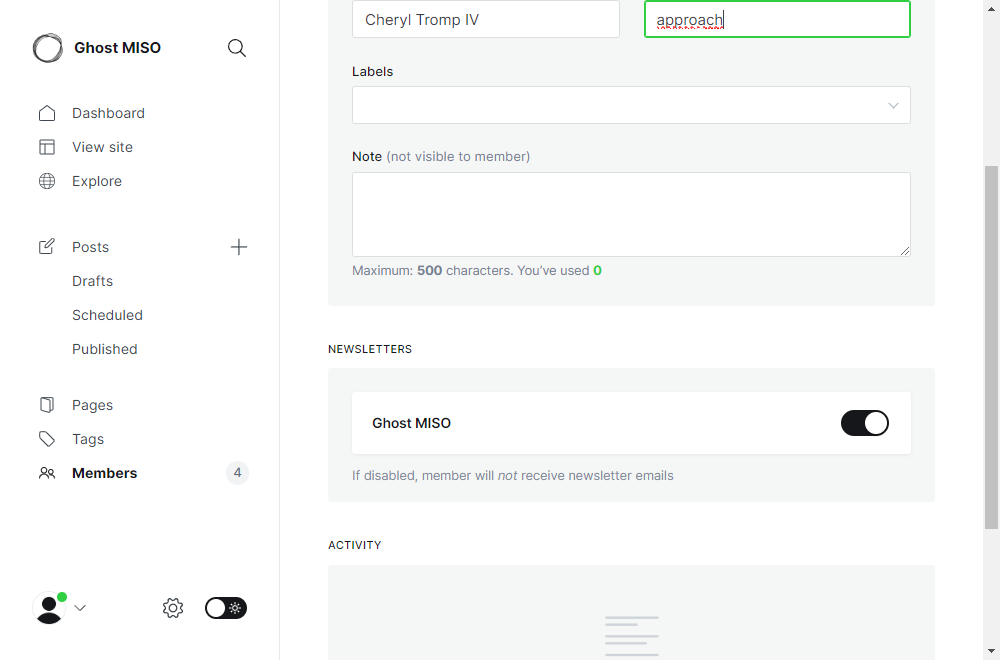 Ghost MISO
Dashboard
View site
Explore
Posts
Drafts
Scheduled
Published
Pages
Tags
Members 4
Cheryl Tromp IV
approach
Labels
Note (not visible to member)
Maximum: 500 characters. You've used 0
NEWSLETTERS
Ghost MISO
If disabled, member will not receive newsletter emails
ACTIVITY